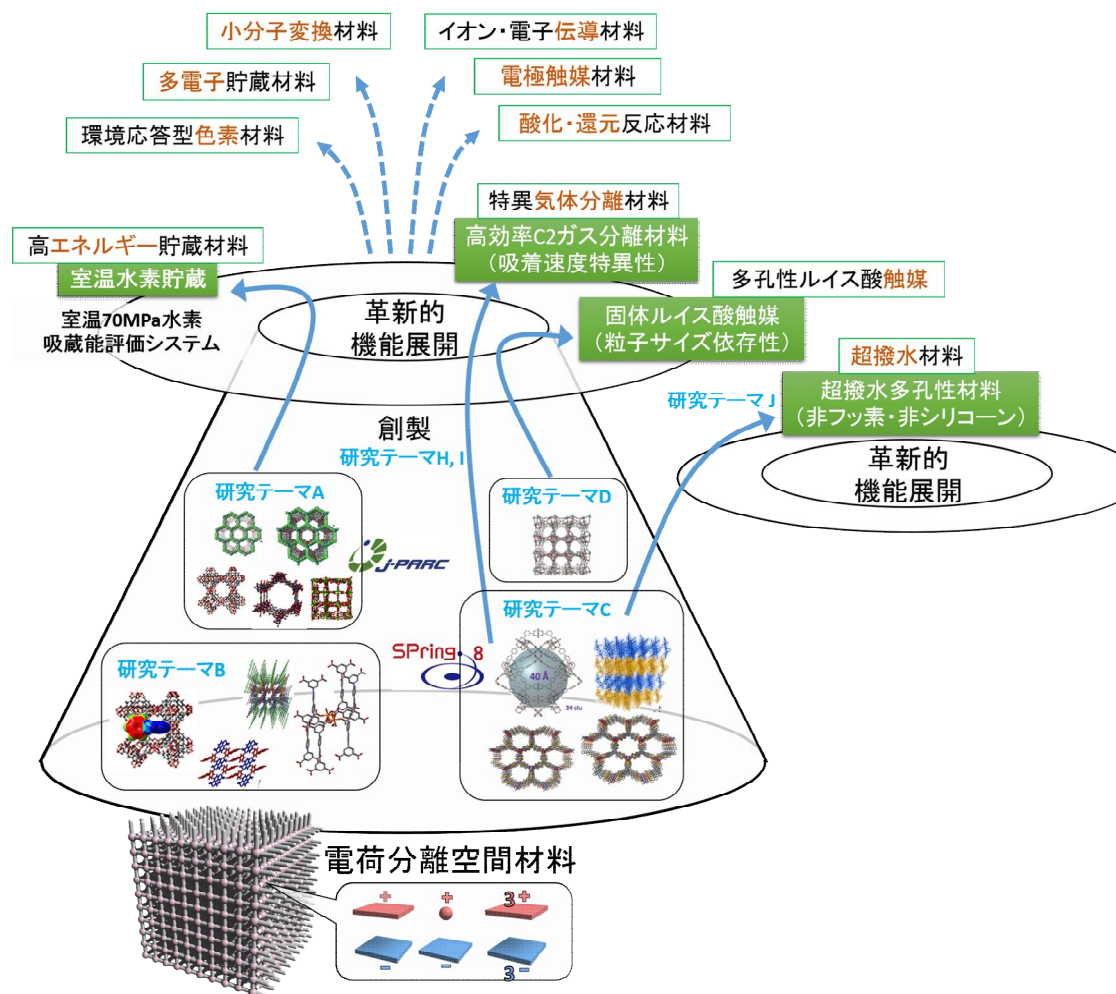 小分子変換材料
イオン・電子伝導材料
多電子貯蔵材料
電極触媒材料
環境応答型色素材料
酸化・還元反応材料
特異気体分離材料
高効率C2ガス分離材料
（吸着速度特異性）
高エネルギー貯蔵材料
室温水素貯蔵
室温70MPa水素
吸蔵能評価システム
多孔性ルイス酸触媒
固体ルイス酸触媒
（粒子サイズ依存性）
革新的
機能展開
超撥水材料
超撥水多孔性材料
（非フッ素・非シリコーン）
研究テーマJ
革新的
機能展開
創製
研究テーマH, I
研究テーマA
研究テーマD
J-PARC
研究テーマC
SPring-8
40 Å
24 clu
研究テーマB
電荷分離空間材料
+ + 3+
- - 3-